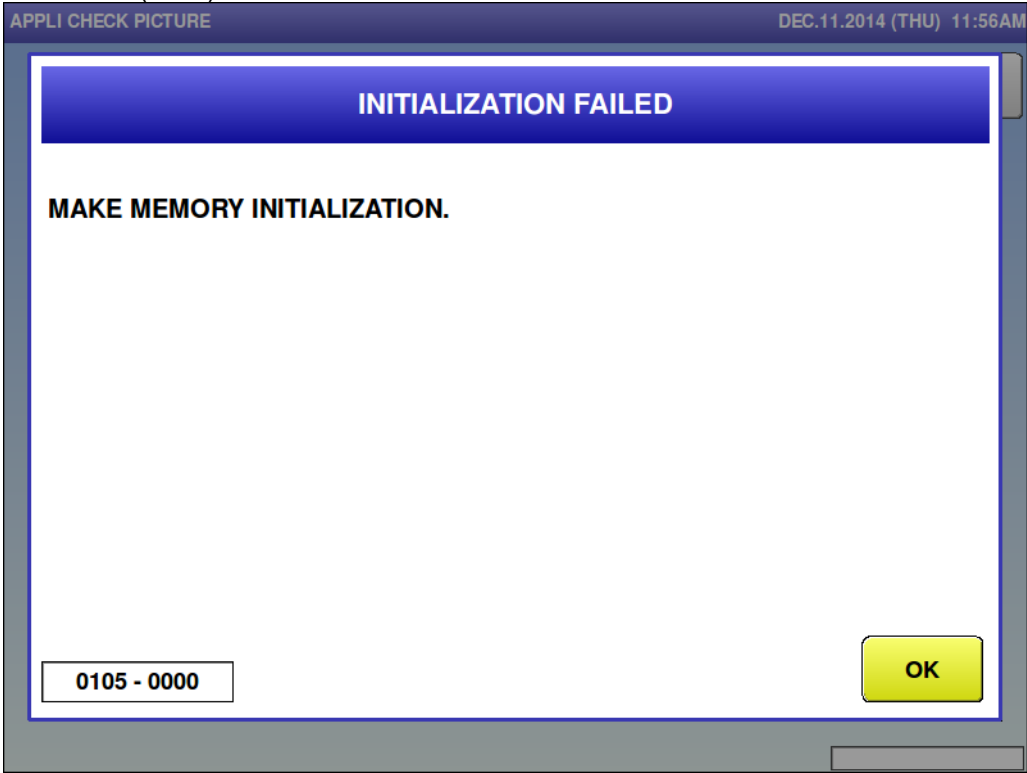 APPLI CHECK PICTURE DEC.11.2014 (THU) 11:56AM
INITIALIZATION FAILED
MAKE MEMORY INITIALIZATION.
OK
0105 - 0000